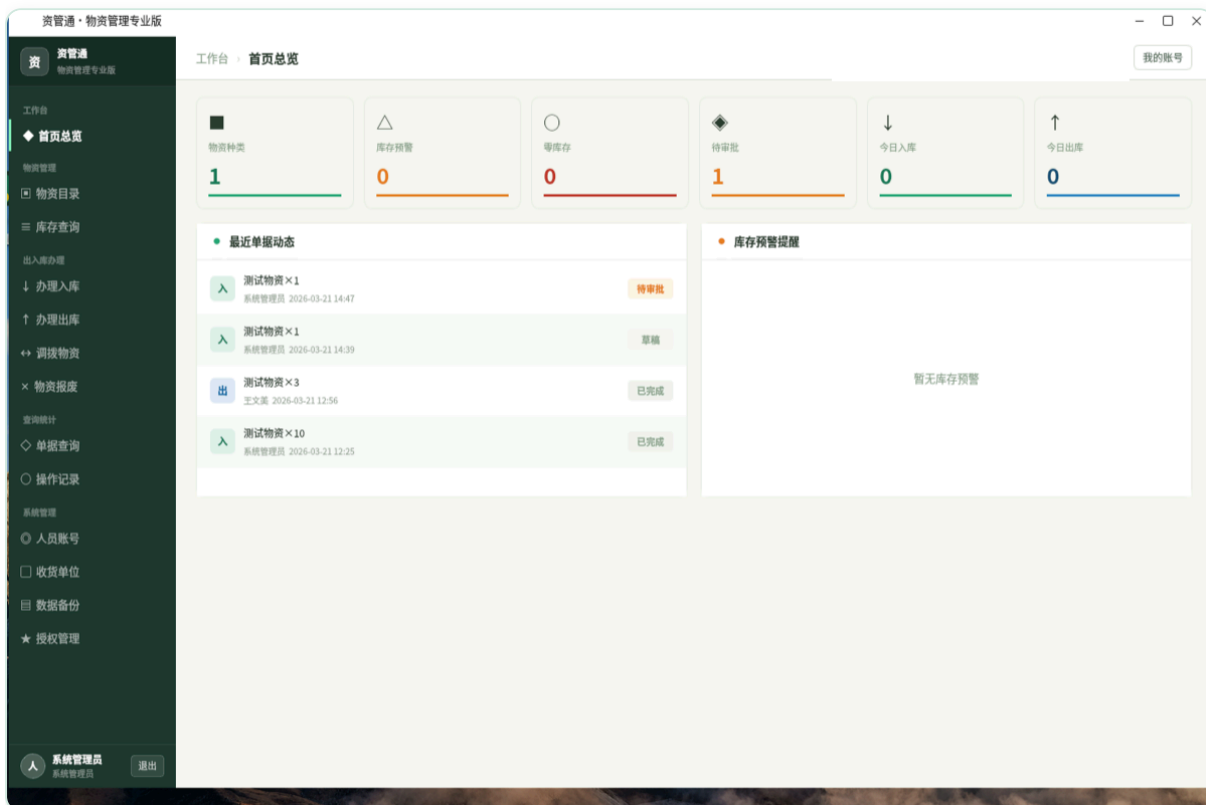 资管通·物资管理专业版
资
资管通
物资管理专业版
工作台
首页总览
物资管理
物资目录
库存查询
出入库办理
办理入库
办理出库
调拨物资
物资报废
查询统计
单据查询
操作记录
系统管理
人员账号
收货单位
数据备份
授权管理
人
系统管理员
系统管理员
退出
工作台 › 首页总览
我的账号
物资种类
1
库存预警
0
零库存
0
待审批
1
今日入库
0
今日出库
0
最近单据动态
入
测试物资×1
系统管理员 2026-03-21 14:47
待审批
入
测试物资×1
系统管理员 2026-03-21 14:39
草稿
出
测试物资×3
王文英 2026-03-21 12:56
已完成
入
测试物资×10
系统管理员 2026-03-21 12:25
已完成
库存预警提醒
暂无库存预警